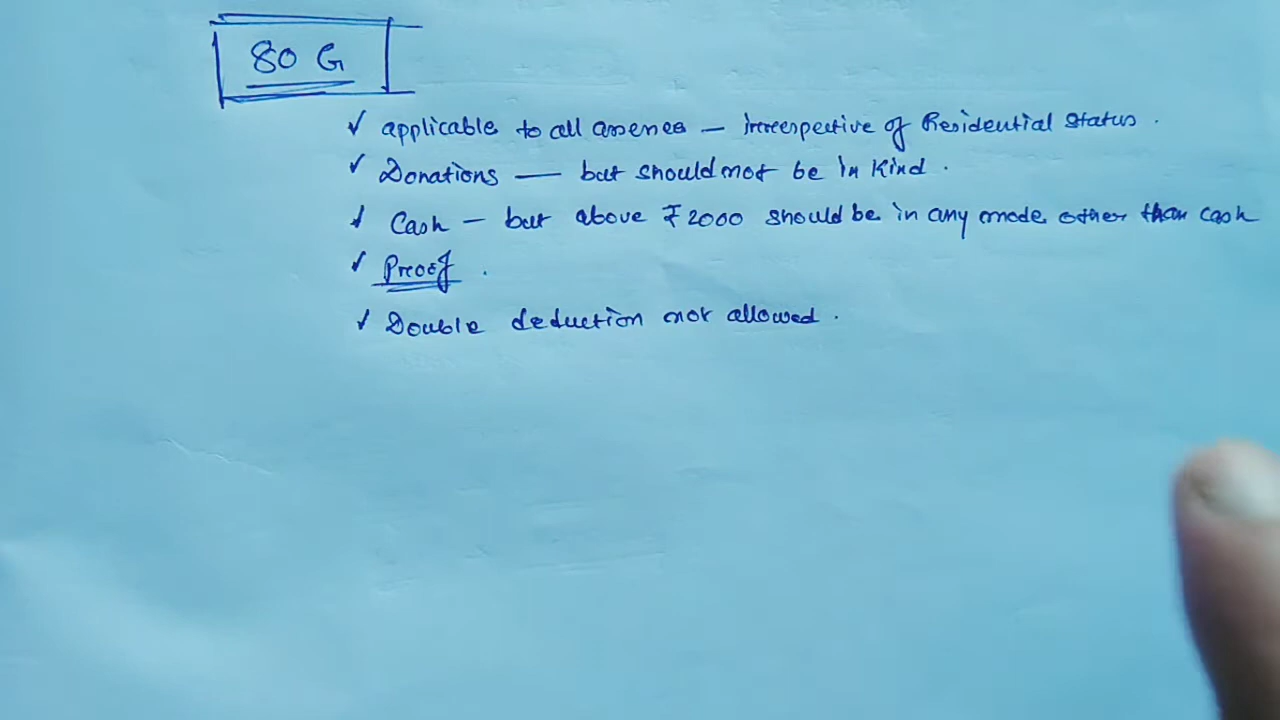 80 G
✓ applicable to all assesses — irrespective of Residential Status .
✓ Donations — but should not be in Kind .
✓ Cash — but above ₹2000 should be in any mode other than cash
✓ Proof .
✓ Double deduction not allowed .